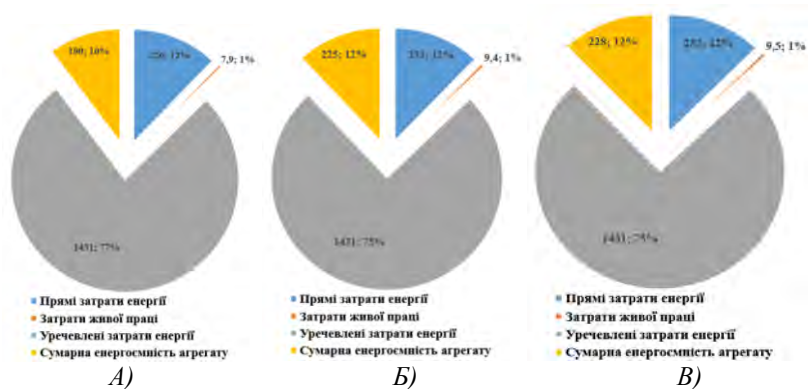 190; 10%
7,9; 1%
1431; 77%
Прямі затрати енергії
Затрати живої праці
Уречевлені затрати енергії
Сумарна енергоємність агрегату
А)
225; 12%
9,4; 1%
1431; 75%
Прямі затрати енергії
Затрати живої праці
Уречевлені затрати енергії
Сумарна енергоємність агрегату
Б)
228; 12%
9,5; 1%
1431; 75%
Прямі затрати енергії
Затрати живої праці
Уречевлені затрати енергії
Сумарна енергоємність агрегату
В)